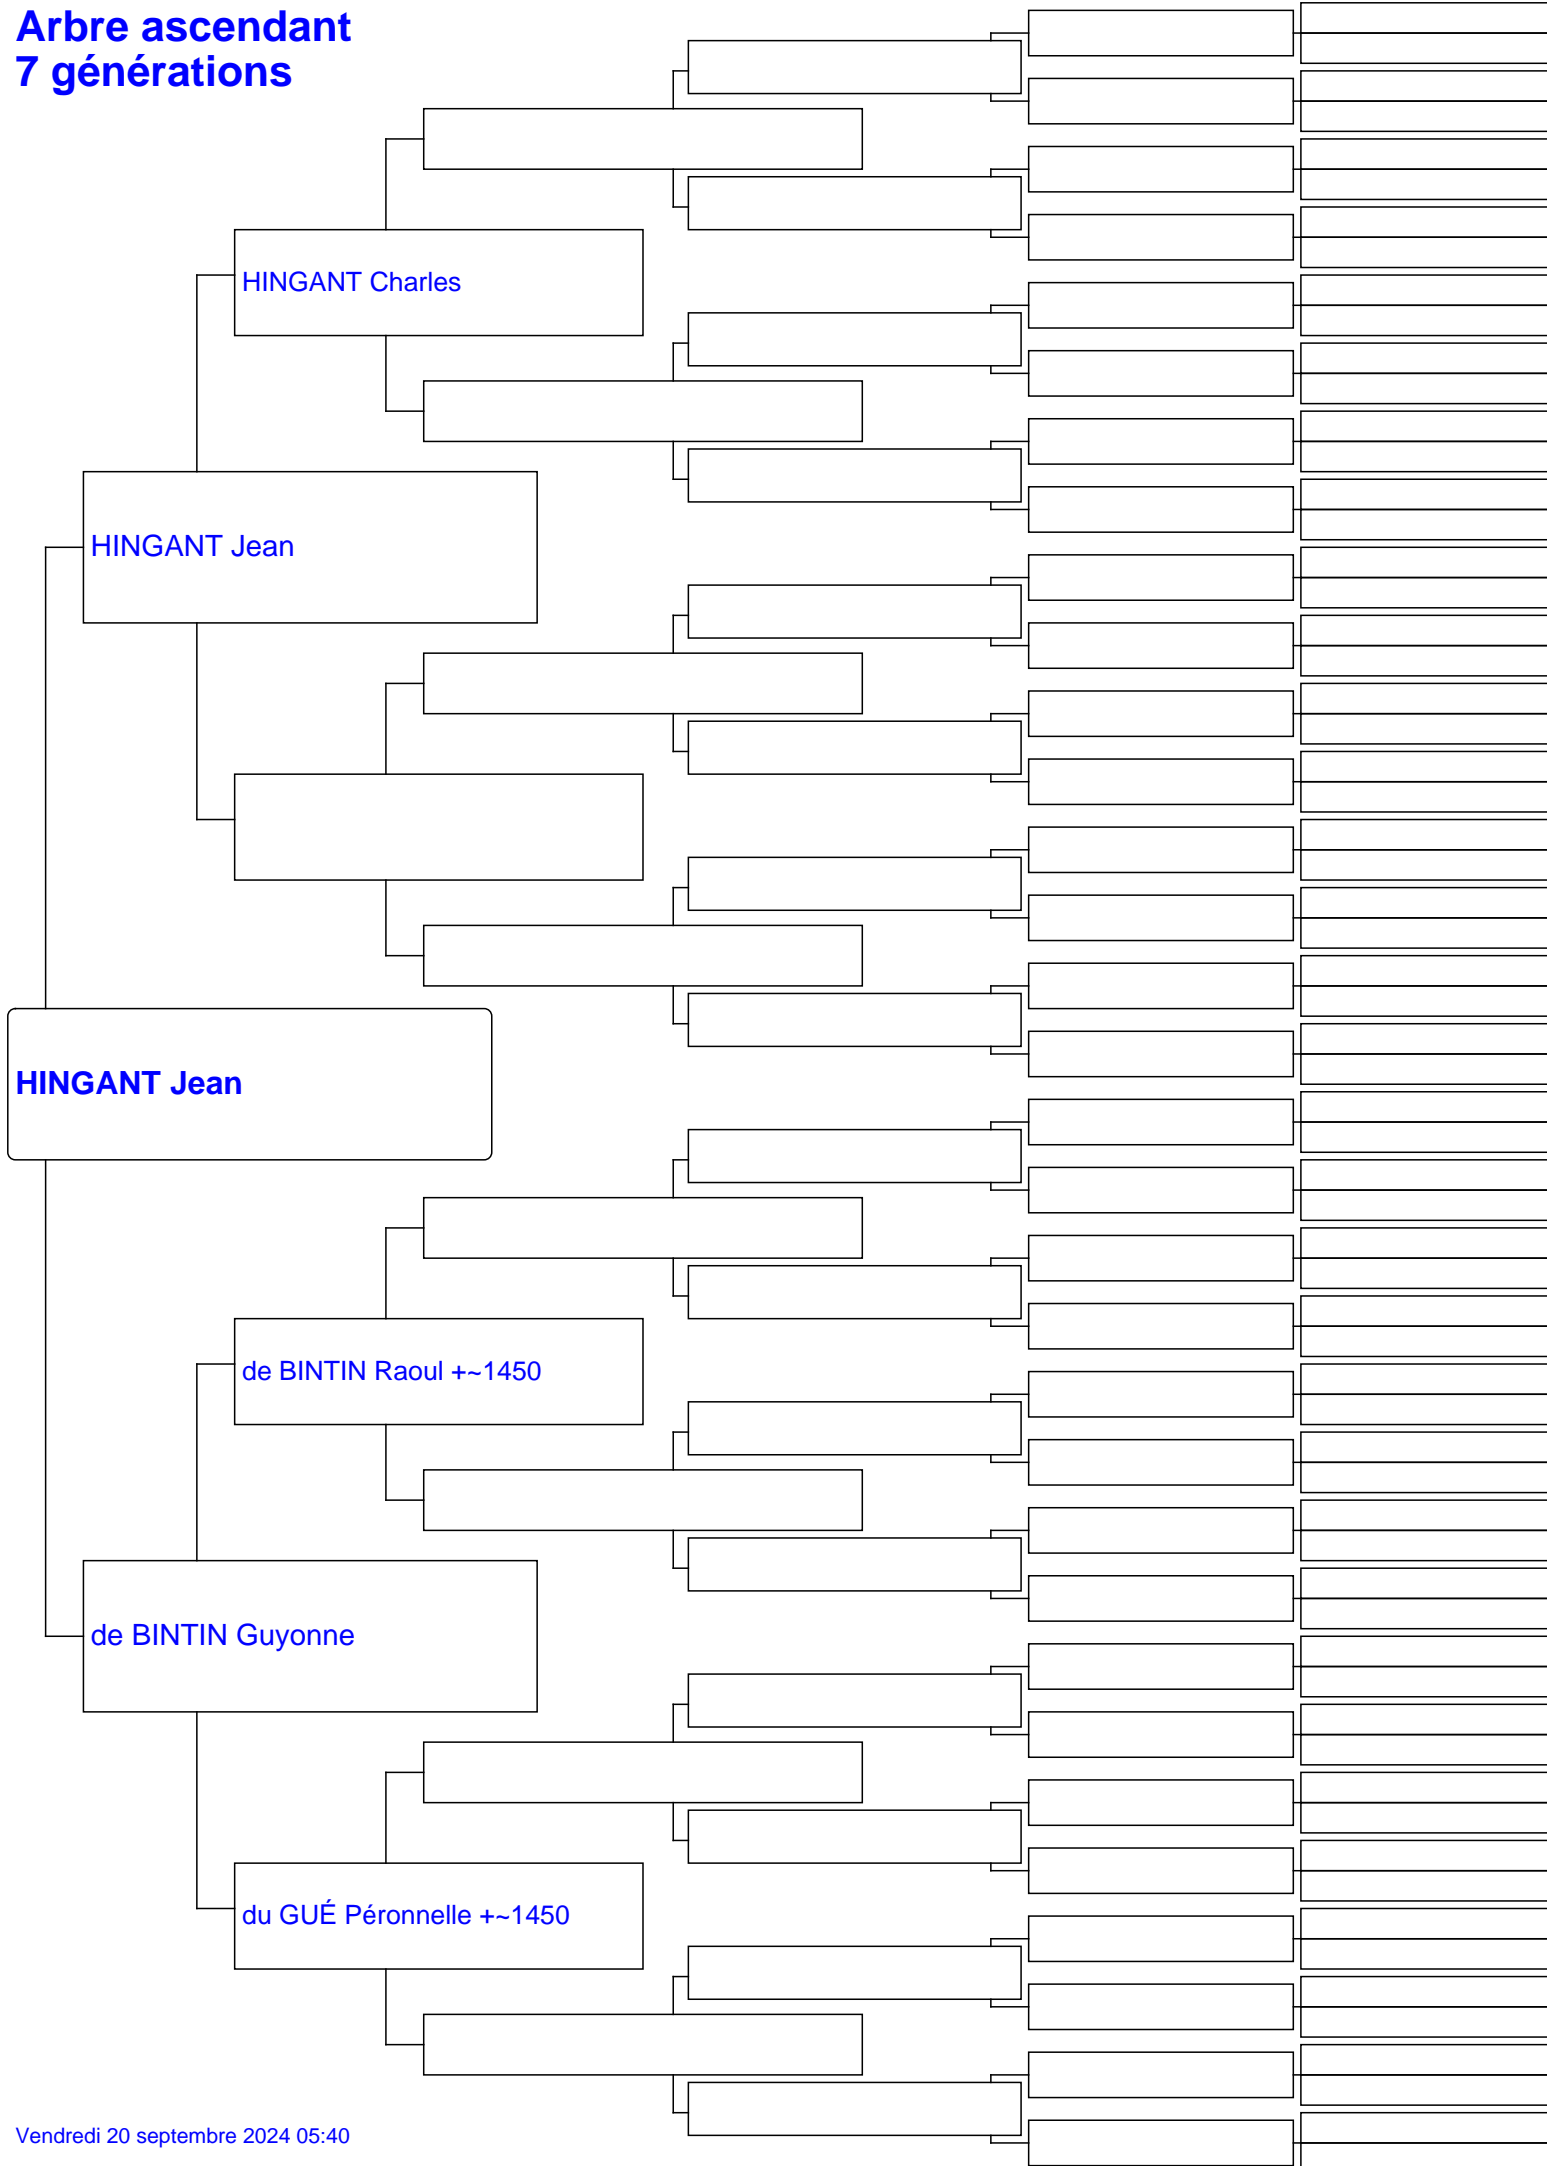 Arbre ascendant
7 générations
HINGANT Charles
HINGANT Jean
HINGANT Jean
de BINTIN Raoul +~1450
de BINTIN Guyonne
du GUÉ Péronnelle +~1450
Vendredi 20 septembre 2024 05:40